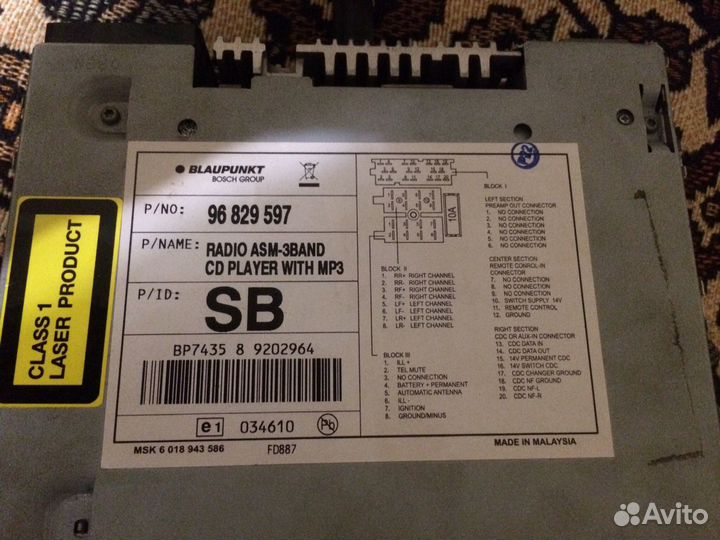 BLAUPUNKT
BOSCH GROUP
P/NO: 96 829 597
P/NAME: RADIO ASM-3BAND
CD PLAYER WITH MP3
P/ID: SB
BP7435 8 9202964
e1 034610 Pb
MSK 6 018 943 586 FD887
CLASS 1
LASER PRODUCT
10A
BLOCK I
LEFT SECTION
PREAMP OUT CONNECTOR
1. NO CONNECTION
2. NO CONNECTION
3. NO CONNECTION
4. NO CONNECTION
5. NO CONNECTION
6. NO CONNECTION
CENTER SECTION
REMOTE CONTROL-IN
CONNECTOR
7. NO CONNECTION
8. NO CONNECTION
9. NO CONNECTION
10. SWITCH SUPPLY 14V
11. REMOTE CONTROL
12. GROUND
RIGHT SECTION
CDC OR AUX-IN CONNECTOR
13. CDC DATA IN
14. CDC DATA OUT
15. 14V PERMANENT CDC
16. 14V SWITCH CDC
17. CDC CHANGER GROUND
18. CDC NF GROUND
19. CDC NF-L
20. CDC NF-R
BLOCK II
1. RR+ RIGHT CHANNEL
2. RR- RIGHT CHANNEL
3. RF+ RIGHT CHANNEL
4. RF- RIGHT CHANNEL
5. LF+ LEFT CHANNEL
6. LF- LEFT CHANNEL
7. LR+ LEFT CHANNEL
8. LR- LEFT CHANNEL
BLOCK III
1. ILL +
2. TEL MUTE
3. NO CONNECTION
4. BATTERY + PERMANENT
5. AUTOMATIC ANTENNA
6. ILL -
7. IGNITION
8. GROUND/MINUS
MADE IN MALAYSIA
Avito